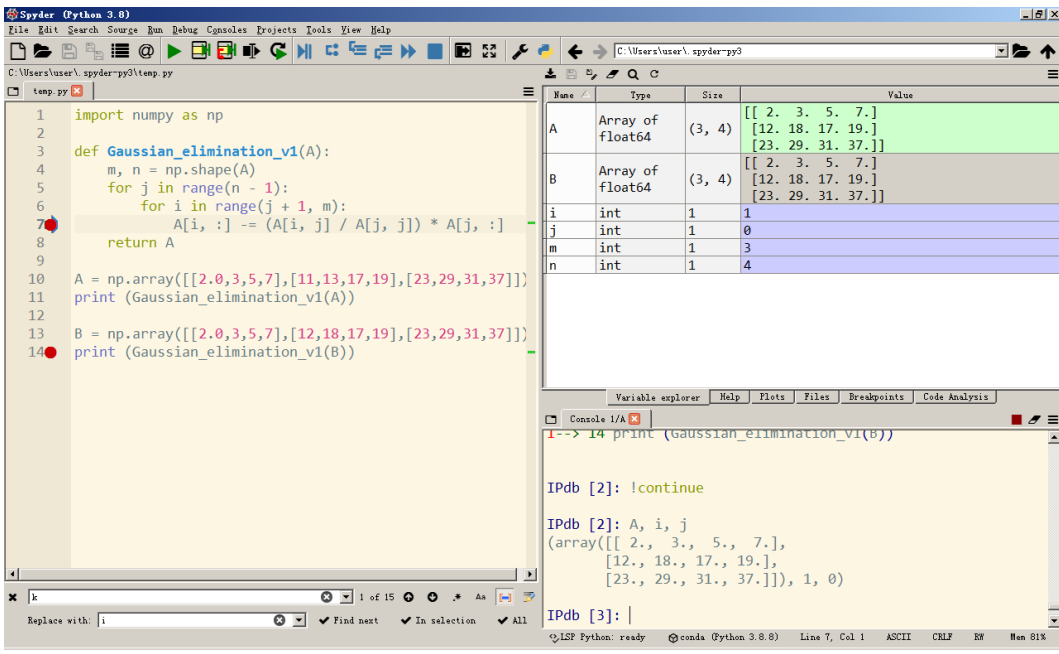 Spyder (Python 3.8)
File Edit Search Source Run Debug Consoles Projects Tools View Help
C:\Users\user\.spyder-py3
C:\Users\user\.spyder-py3\temp.py
temp.py
1 import numpy as np
2
3 def Gaussian_elimination_v1(A):
4 m, n = np.shape(A)
5 for j in range(n - 1):
6 for i in range(j + 1, m):
7 A[i, :] -= (A[i, j] / A[j, j]) * A[j, :]
8 return A
9
10 A = np.array([[2.0,3,5,7],[11,13,17,19],[23,29,31,37]])
11 print (Gaussian_elimination_v1(A))
12
13 B = np.array([[2.0,3,5,7],[12,18,17,19],[23,29,31,37]])
14 print (Gaussian_elimination_v1(B))
k
1 of 15
Aa
Replace with: i
Find next
In selection
All
Name Type Size Value
A Array of float64 (3, 4) [[ 2. 3. 5. 7.]
[12. 18. 17. 19.]
[23. 29. 31. 37.]]
B Array of float64 (3, 4) [[ 2. 3. 5. 7.]
[12. 18. 17. 19.]
[23. 29. 31. 37.]]
i int 1 1
j int 1 0
m int 1 3
n int 1 4
Variable explorer Help Plots Files Breakpoints Code Analysis
Console 1/A
1--> 14 print (Gaussian_elimination_v1(B))
IPdb [2]: !continue
IPdb [2]: A, i, j
(array([[ 2., 3., 5., 7.],
[12., 18., 17., 19.],
[23., 29., 31., 37.]]), 1, 0)
IPdb [3]:
LSP Python: ready conda (Python 3.8.8) Line 7, Col 1 ASCII CRLF RW Mem 81%